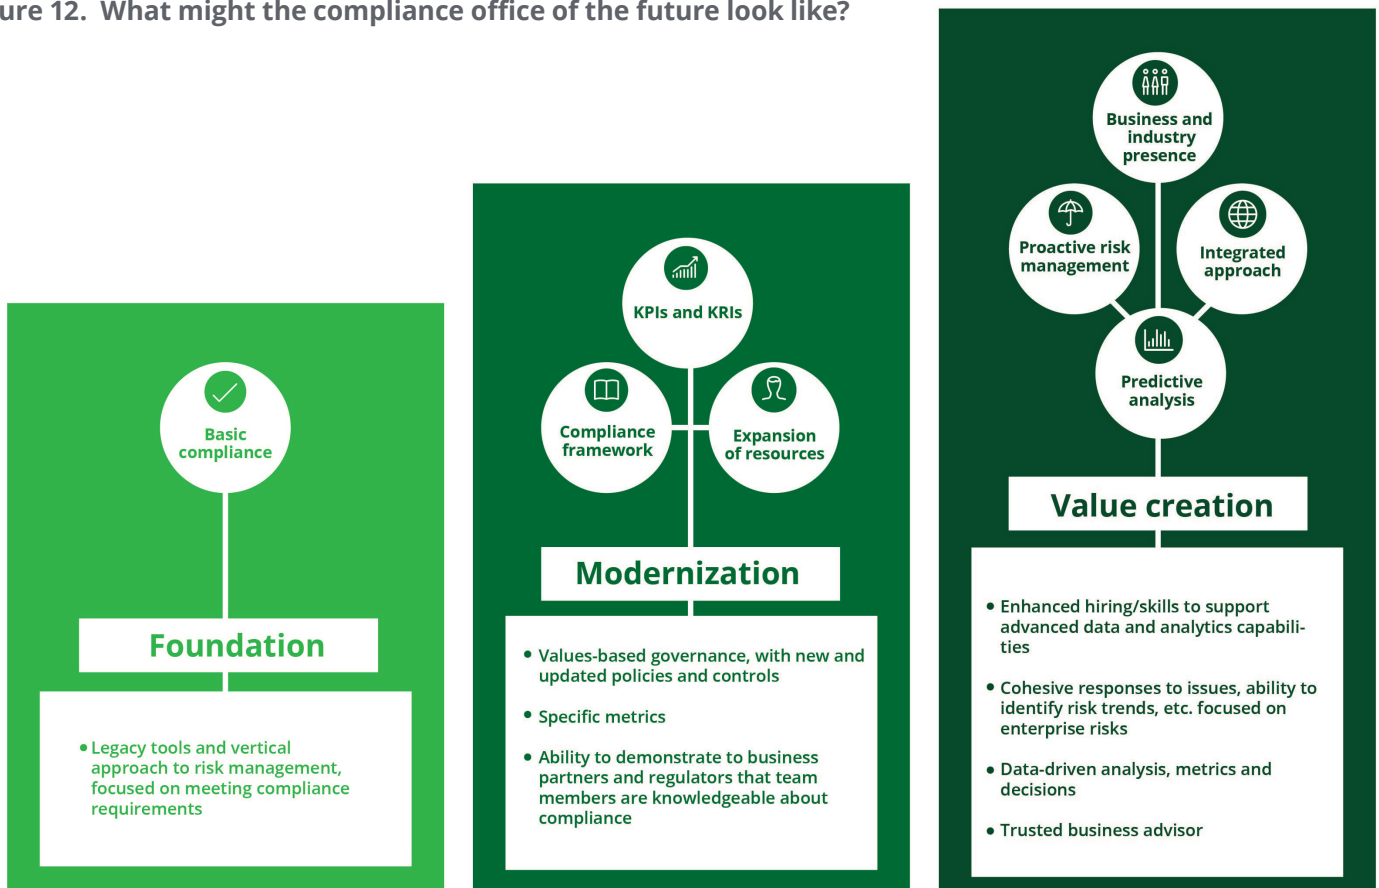 ure 12. What might the compliance office of the future look like?
Basic
compliance
Foundation
• Legacy tools and vertical
approach to risk management,
focused on meeting compliance
requirements
KPIs and KRIs
Compliance
framework
Expansion
of resources
Modernization
• Values-based governance, with new and
updated policies and controls
• Specific metrics
• Ability to demonstrate to business
partners and regulators that team
members are knowledgeable about
compliance
Business and
industry
presence
Proactive risk
management
Integrated
approach
Predictive
analysis
Value creation
• Enhanced hiring/skills to support
advanced data and analytics capabili-
ties
• Cohesive responses to issues, ability to
identify risk trends, etc. focused on
enterprise risks
• Data-driven analysis, metrics and
decisions
• Trusted business advisor